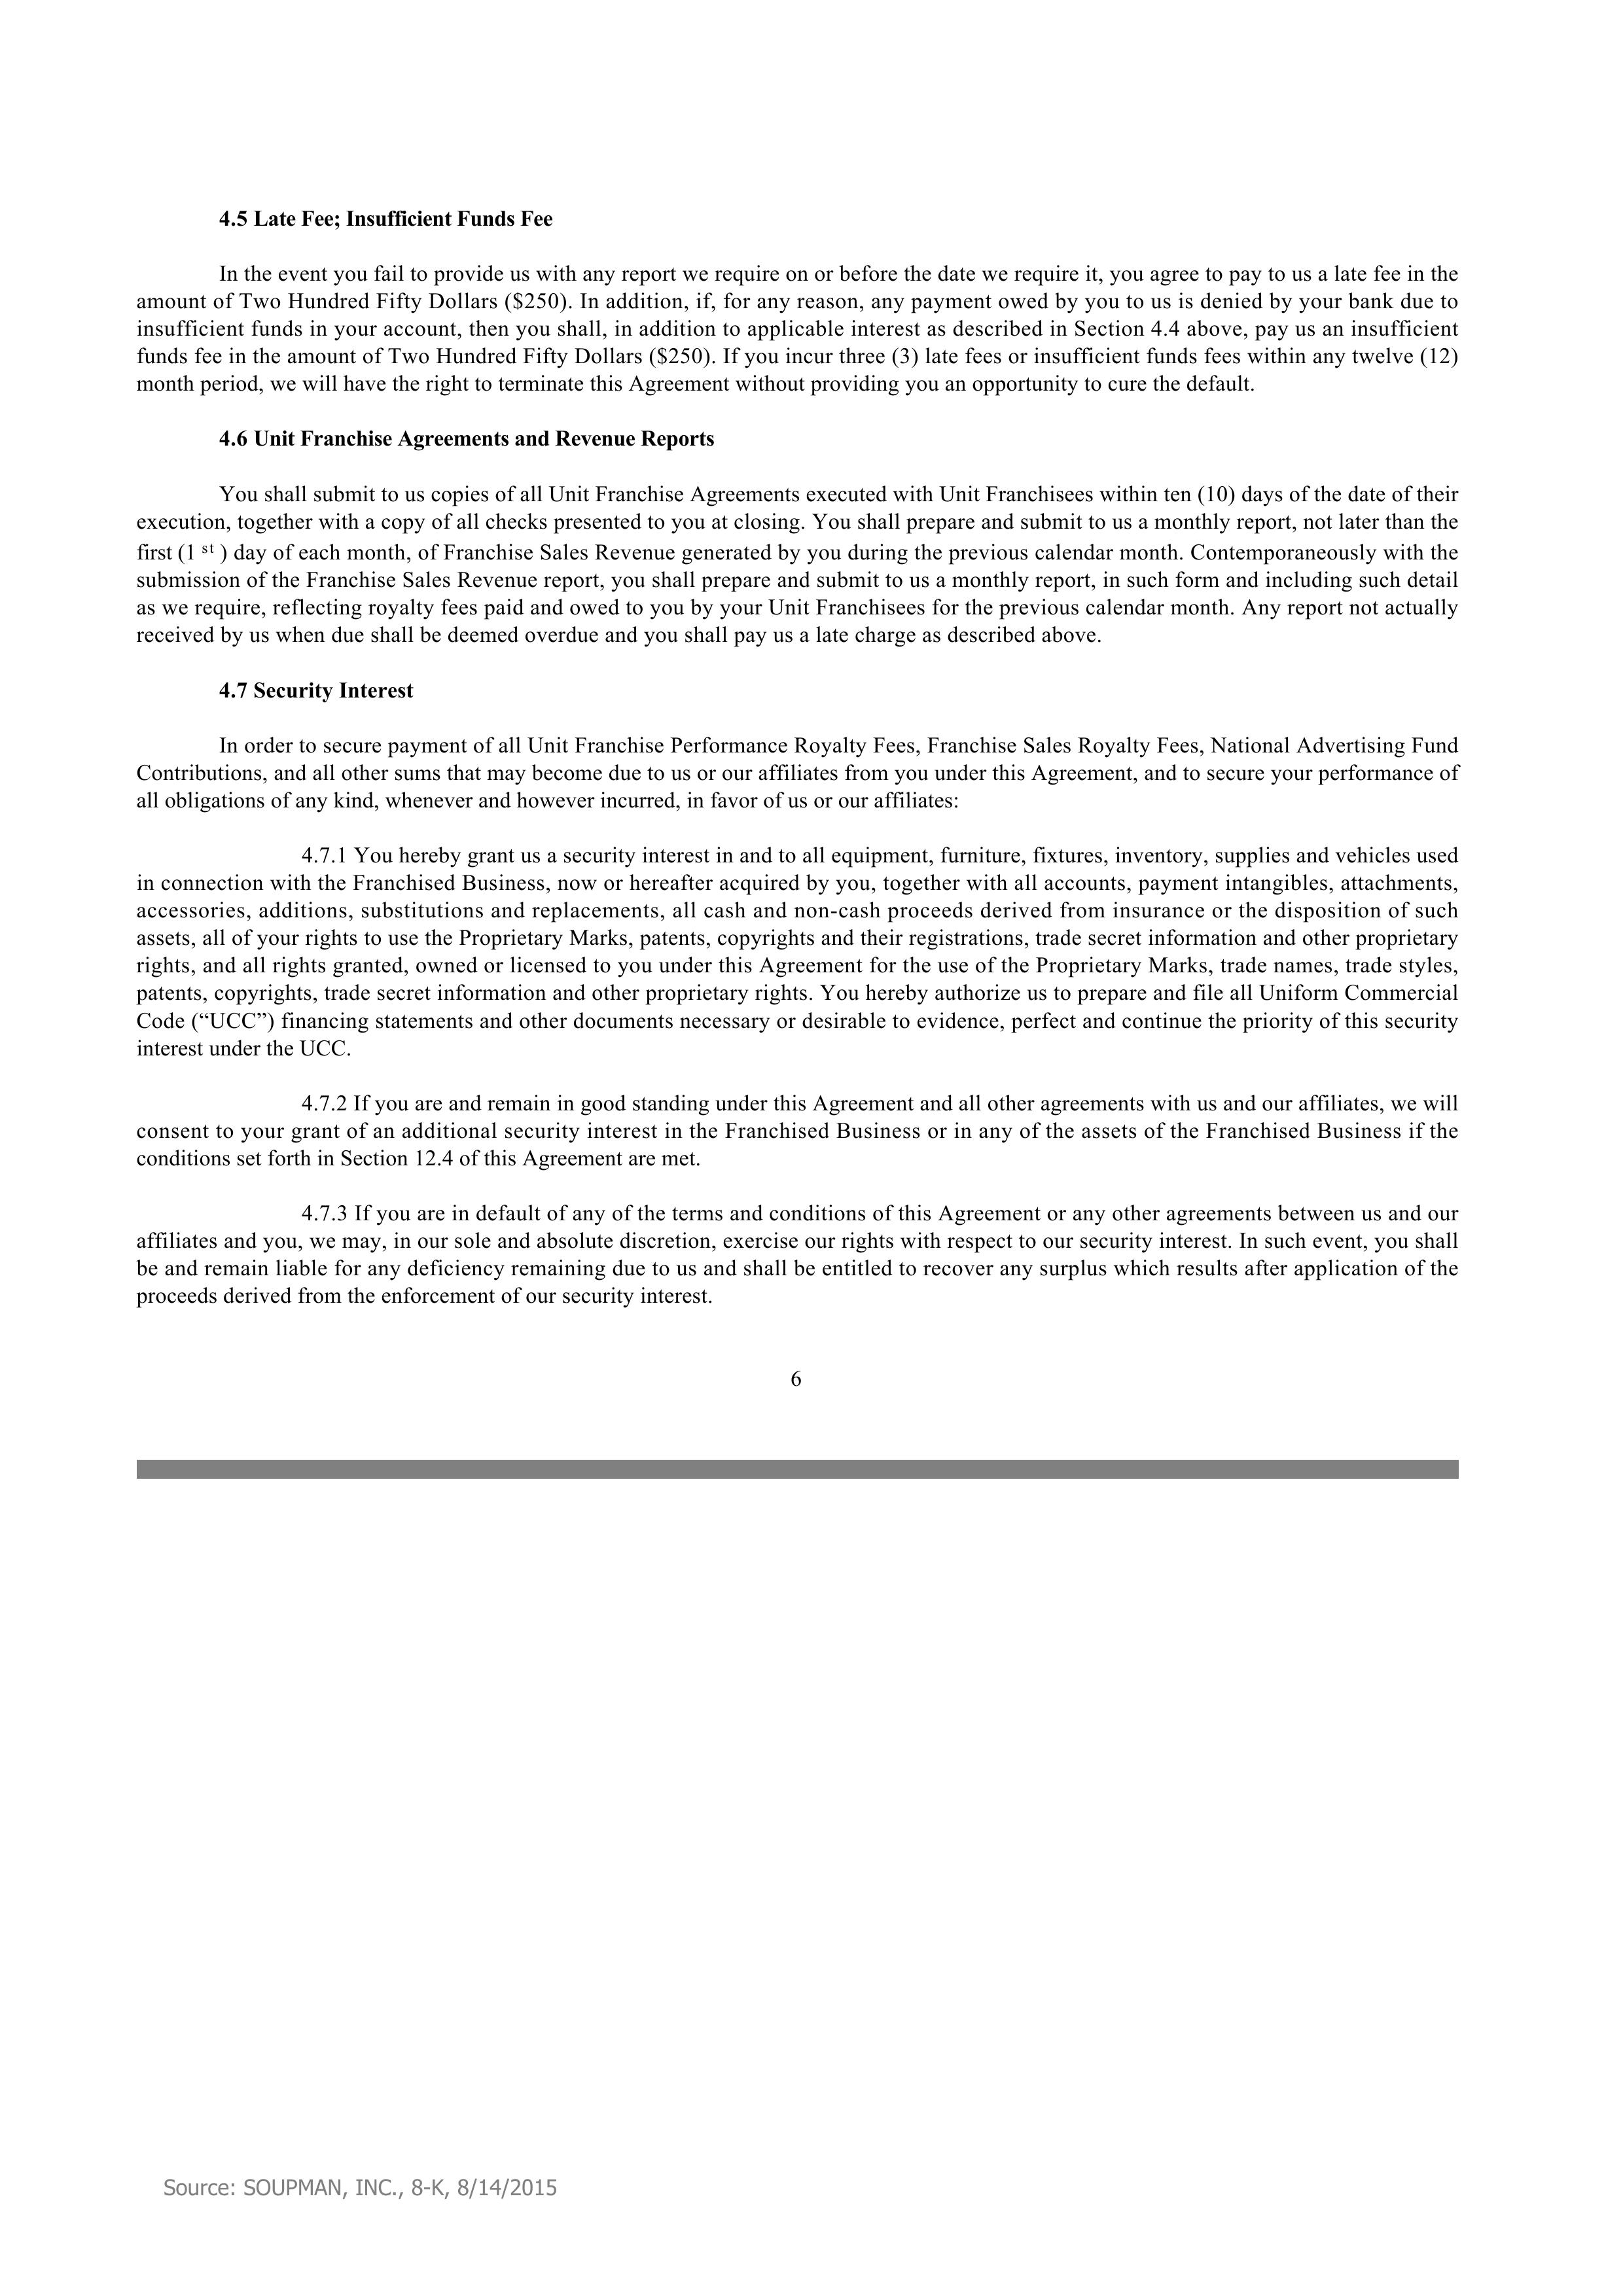 4.5 Late Fee; Insufficient Funds Fee
In the event you fail to provide us with any report we require on or before the date we require it, you agree to pay to us a late fee in the
amount of Two Hundred Fifty Dollars ($250). In addition, if, for any reason, any payment owed by you to us is denied by your bank due to
insufficient funds in your account, then you shall, in addition to applicable interest as described in Section 4.4 above, pay us an insufficient
funds fee in the amount of Two Hundred Fifty Dollars ($250). If you incur three (3) late fees or insufficient funds fees within any twelve (12)
month period, we will have the right to terminate this Agreement without providing you an opportunity to cure the default.
4.6 Unit Franchise Agreements and Revenue Reports
You shall submit to us copies of all Unit Franchise Agreements executed with Unit Franchisees within ten (10) days of the date of their
execution, together with a copy of all checks presented to you at closing. You shall prepare and submit to us a monthly report, not later than the
first (1 st ) day of each month, of Franchise Sales Revenue generated by you during the previous calendar month. Contemporaneously with the
submission of the Franchise Sales Revenue report, you shall prepare and submit to us a monthly report, in such form and including such detail
as we require, reflecting royalty fees paid and owed to you by your Unit Franchisees for the previous calendar month. Any report not actually
received by us when due shall be deemed overdue and you shall pay us a late charge as described above.
4.7 Security Interest
In order to secure payment of all Unit Franchise Performance Royalty Fees, Franchise Sales Royalty Fees, National Advertising Fund
Contributions, and all other sums that may become due to us or our affiliates from you under this Agreement, and to secure your performance of
all obligations of any kind, whenever and however incurred, in favor of us or our affiliates:
4.7.1 You hereby grant us a security interest in and to all equipment, furniture, fixtures, inventory, supplies and vehicles used
in connection with the Franchised Business, now or hereafter acquired by you, together with all accounts, payment intangibles, attachments,
accessories, additions, substitutions and replacements, all cash and non-cash proceeds derived from insurance or the disposition of such
assets, all of your rights to use the Proprietary Marks, patents, copyrights and their registrations, trade secret information and other proprietary
rights, and all rights granted, owned or licensed to you under this Agreement for the use of the Proprietary Marks, trade names, trade styles,
patents, copyrights, trade secret information and other proprietary rights. You hereby authorize us to prepare and file all Uniform Commercial
Code (“UCC”) financing statements and other documents necessary or desirable to evidence, perfect and continue the priority of this security
interest under the UCC.
4.7.2 If you are and remain in good standing under this Agreement and all other agreements with us and our affiliates, we will
consent to your grant of an additional security interest in the Franchised Business or in any of the assets of the Franchised Business if the
conditions set forth in Section 12.4 of this Agreement are met.
4.7.3 If you are in default of any of the terms and conditions of this Agreement or any other agreements between us and our
affiliates and you, we may, in our sole and absolute discretion, exercise our rights with respect to our security interest. In such event, you shall
be and remain liable for any deficiency remaining due to us and shall be entitled to recover any surplus which results after application of the
proceeds derived from the enforcement of our security interest.
6
Source: SOUPMAN, INC., 8-K, 8/14/2015